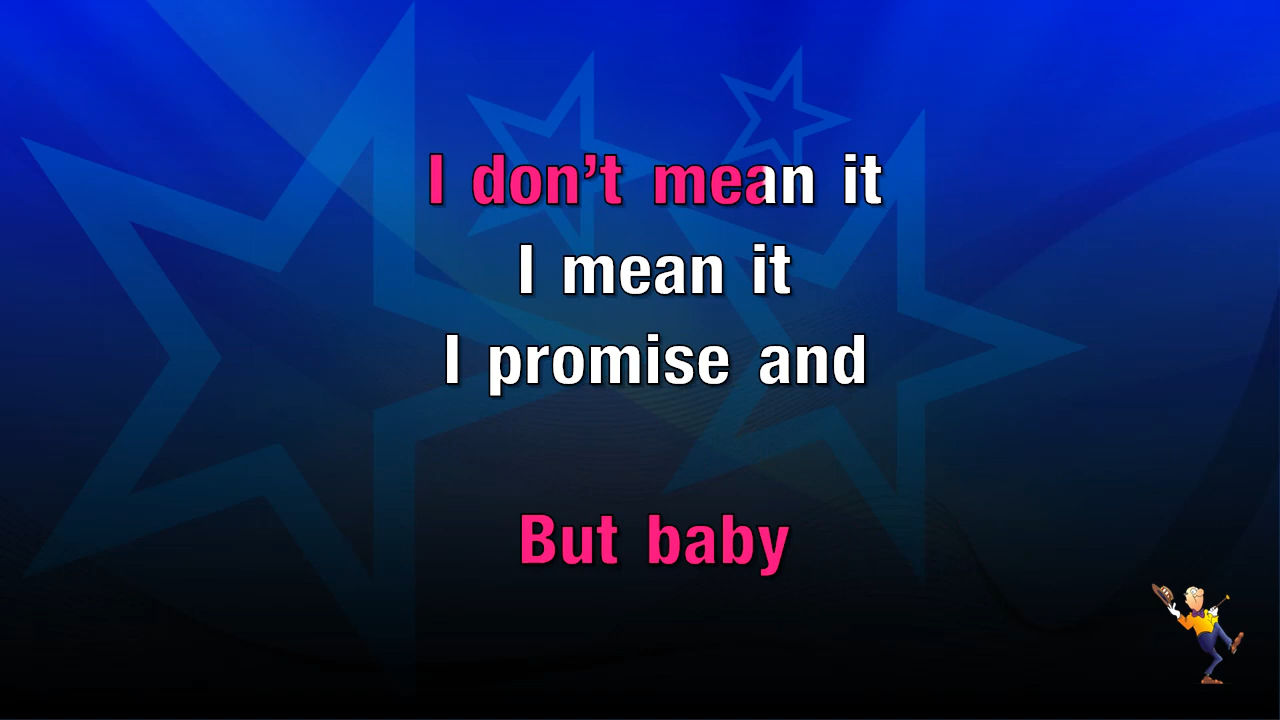 I don’t mean it
I mean it
I promise and
But baby